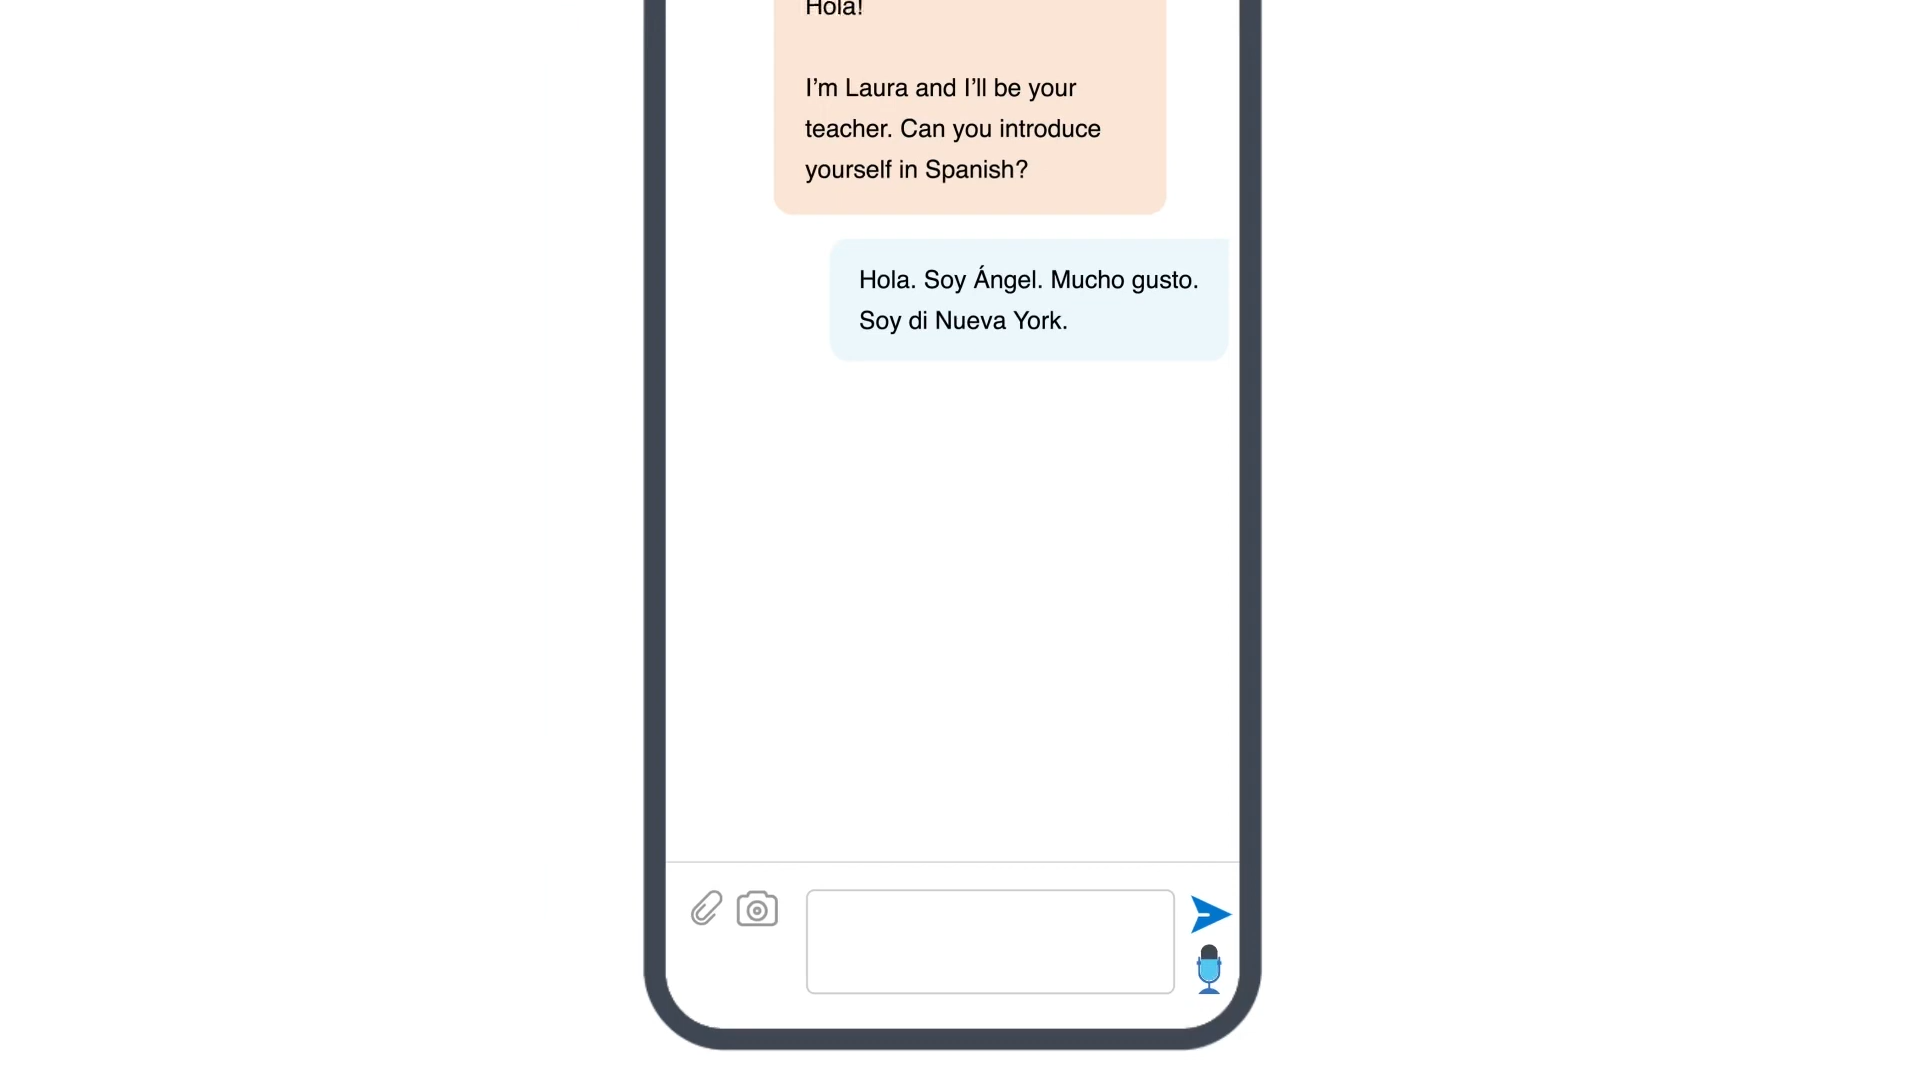 Hola!
I’m Laura and I’ll be your
teacher. Can you introduce
yourself in Spanish?
Hola. Soy Ángel. Mucho gusto.
Soy di Nueva York.